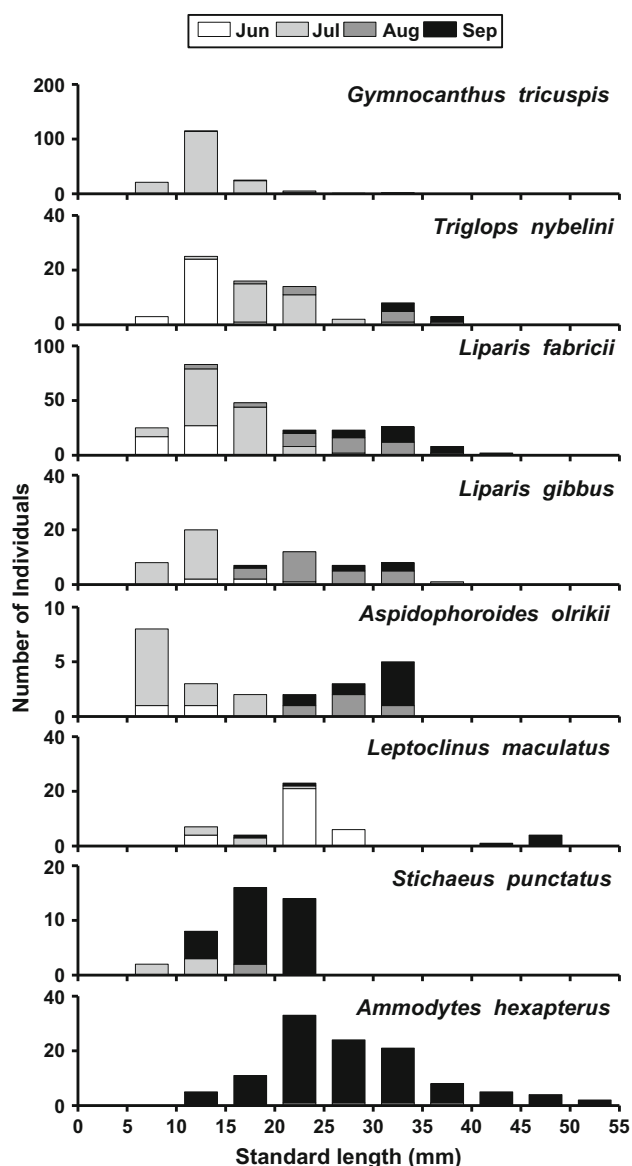 Jun Jul Aug Sep
Gymnocanthus tricuspis
200
100
0
Triglops nybelini
40
20
0
Liparis fabricii
100
50
0
Liparis gibbus
40
20
0
Aspidophoroides olrikii
10
5
0
Leptoclinus maculatus
40
20
0
Stichaeus punctatus
20
10
0
Ammodytes hexapterus
40
20
0
Number of Individuals
0 5 10 15 20 25 30 35 40 45 50 55
Standard length (mm)